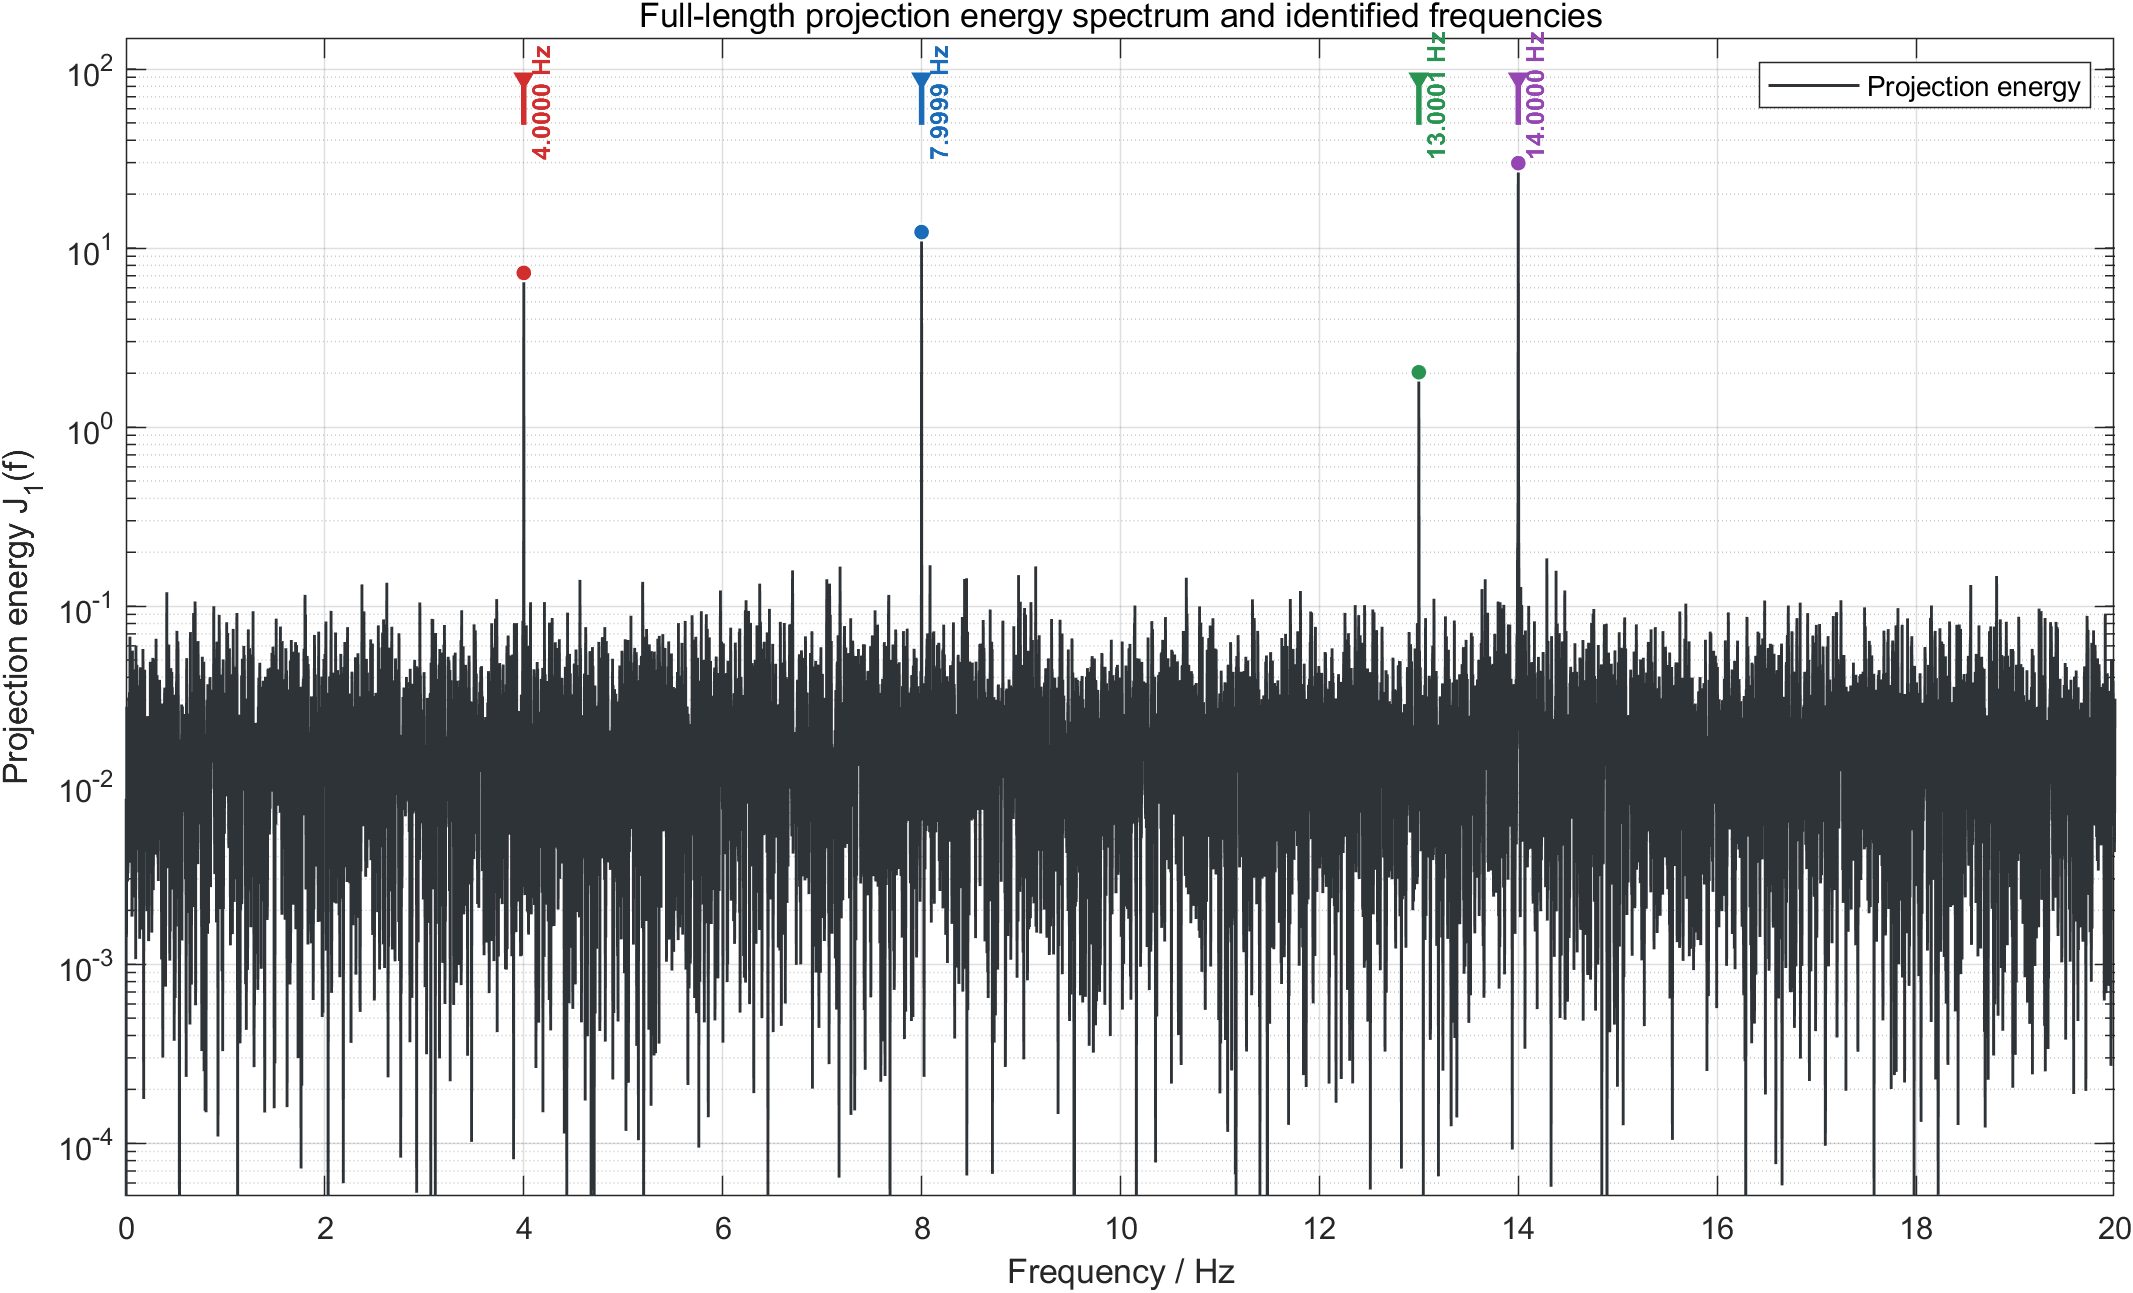 Full-length projection energy spectrum and identified frequencies
4.0000 Hz
7.9999 Hz
13.0001 Hz
14.0000 Hz
Projection energy
Projection energy J_1(f)
10^2
10^1
10^0
10^-1
10^-2
10^-3
10^-4
0 2 4 6 8 10 12 14 16 18 20
Frequency / Hz